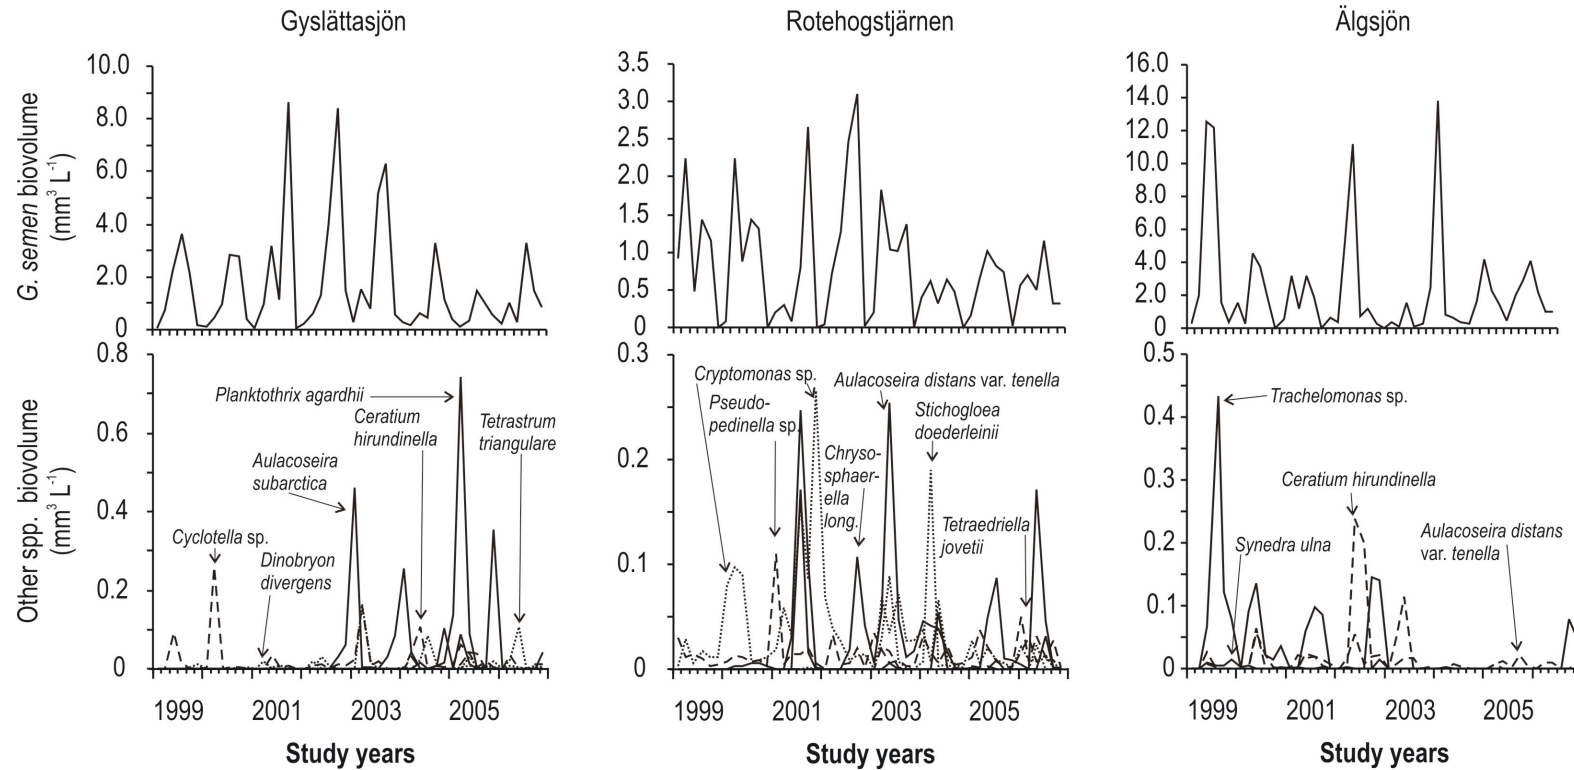 Gyslättasjön
Rotehogstjärnen
Älgsjön
G. semen biovolume
(mm³ L⁻¹)
10.0
8.0
6.0
4.0
2.0
0
3.5
3.0
2.5
2.0
1.5
1.0
0.5
0
16.0
14.0
12.0
10.0
8.0
6.0
4.0
2.0
0
Other spp. biovolume
(mm³ L⁻¹)
0.8
0.6
0.4
0.2
0
Planktothrix agardhii
Ceratium
hirundinella
Tetrastrum
triangulare
Aulacoseira
subarctica
Cyclotella sp.
Dinobryon
divergens
1999 2001 2003 2005
Study years
0.3
0.2
0.1
0
Cryptomonas sp.
Aulacoseira distans var. tenella
Pseudo-
pedinella sp.
Stichogloea
doederleinii
Chryso-
sphaer-
ella
long.
Tetraedriella
jovetii
1999 2001 2003 2005
Study years
0.5
0.4
0.3
0.2
0.1
0
Trachelomonas sp.
Ceratium hirundinella
Synedra ulna
Aulacoseira distans
var. tenella
1999 2001 2003 2005
Study years